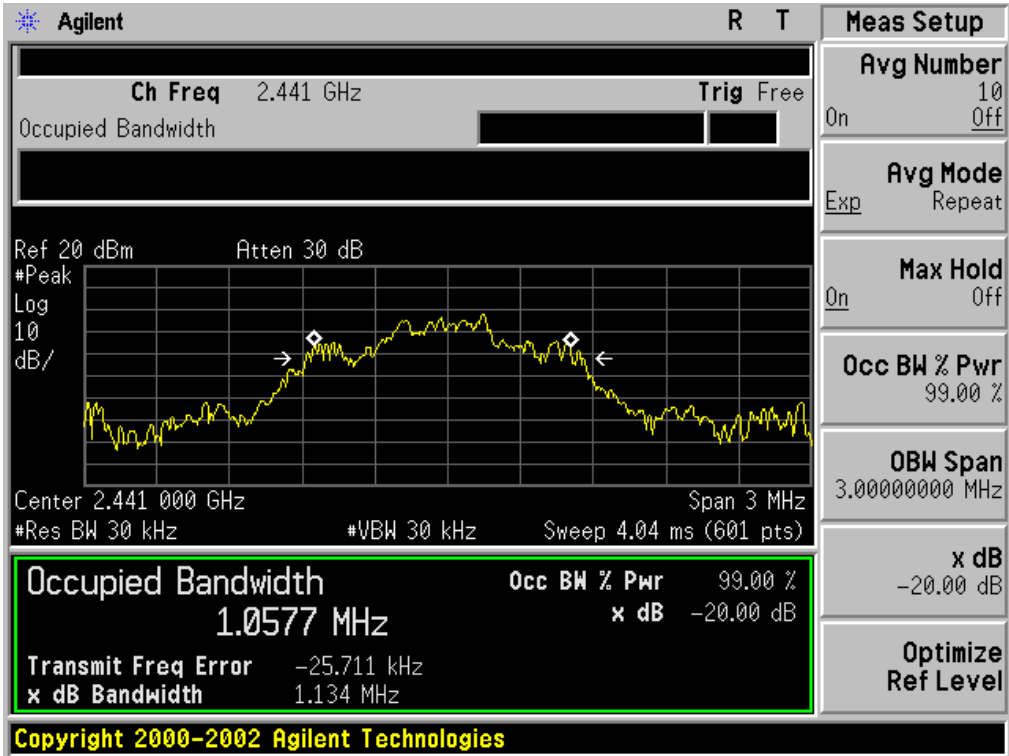 Agilent R T
Ch Freq 2.441 GHz Trig Free
Occupied Bandwidth
Ref 20 dBm Atten 30 dB
#Peak
Log
10
dB/
Center 2.441 000 GHz Span 3 MHz
#Res BW 30 kHz #VBW 30 kHz Sweep 4.04 ms (601 pts)
Occupied Bandwidth
1.0577 MHz
Occ BW % Pwr 99.00 %
x dB -20.00 dB
Transmit Freq Error -25.711 kHz
x dB Bandwidth 1.134 MHz
Copyright 2000-2002 Agilent Technologies
Meas Setup
Avg Number
10
On Off
Avg Mode
Exp Repeat
Max Hold
On Off
Occ BW % Pwr
99.00 %
OBW Span
3.00000000 MHz
x dB
-20.00 dB
Optimize
Ref Level